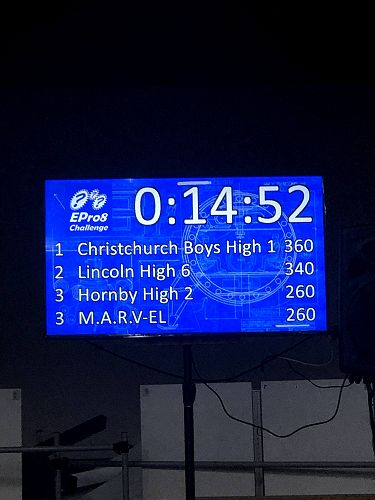 EPro8
Challenge
0:14:52
1 Christchurch Boys High 1 360
2 Lincoln High 6 340
3 Hornby High 2 260
3 M.A.R.V-EL 260